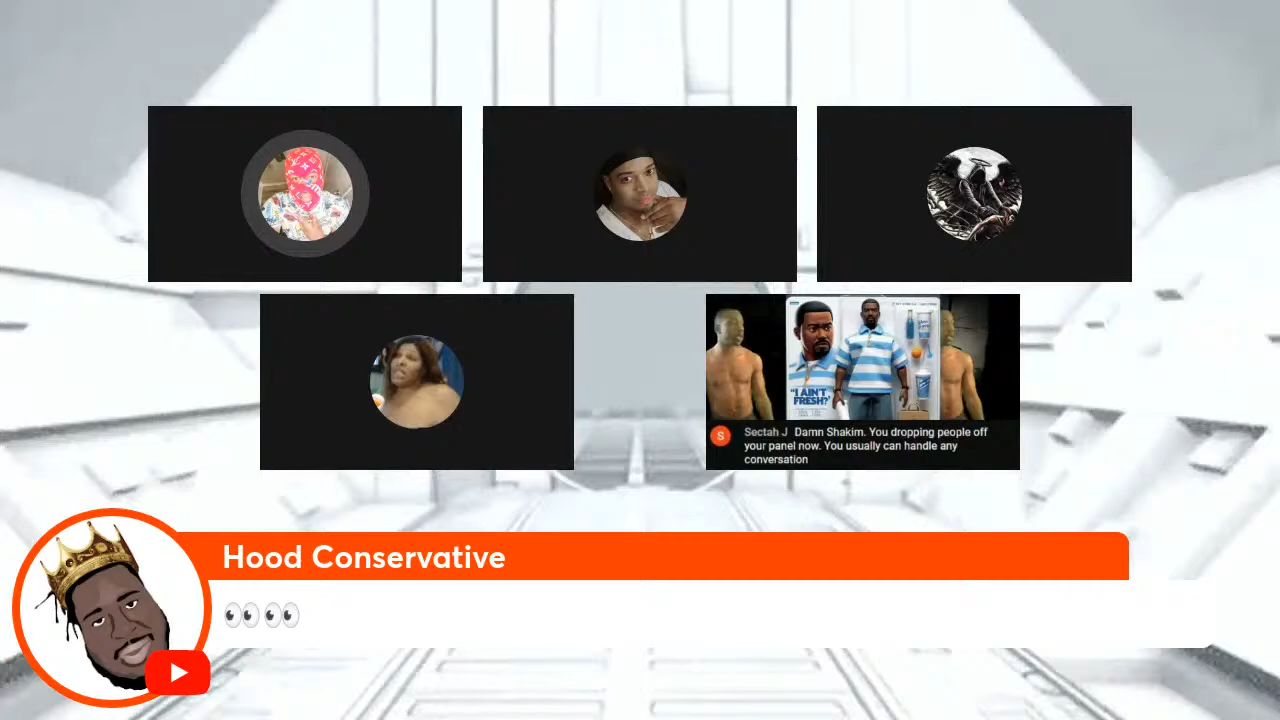 "I AIN'T
FRESH?"
Sectah J Damn Shakim. You dropping people off
your panel now. You usually can handle any
conversation
S
Hood Conservative
👀👀